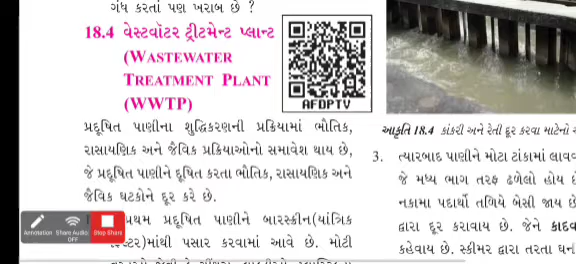 ગંધ કરતાં પણ ખરાબ છે ?
18.4 વેસ્ટવૉટર ટ્રીટમેન્ટ પ્લાન્ટ
(WASTEWATER
TREATMENT PLANT
(WWTP)
AFDPTV
પ્રદૂષિત પાણીના શુદ્ધિકરણની પ્રક્રિયામાં ભૌતિક,
રાસાયણિક અને જૈવિક પ્રક્રિયાઓનો સમાવેશ થાય છે,
જે પ્રદૂષિત પાણીને દૂષિત કરતા ભૌતિક, રાસાયણિક અને
જૈવિક ઘટકોને દૂર કરે છે.
પ્રથમ પ્રદૂષિત પાણીને બારસ્ક્રીન(યાંત્રિક
માંથી પસાર કરવામાં આવે છે. મોટી
Annotation
Share Audio: OFF
Stop Share
આકૃતિ 18.4 કાંકરી અને રેતી દૂર કરવા માટેનો
3. ત્યારબાદ પાણીને મોટા ટાંકામાં
જે મધ્ય ભાગ તરફ ઢળેલો હોય
નકામા પદાર્થો તળિયે બેસી જાય
દ્વારા દૂર કરાવાય છે. જેને
કહેવાય છે. સ્કીમર દ્વારા તરતા